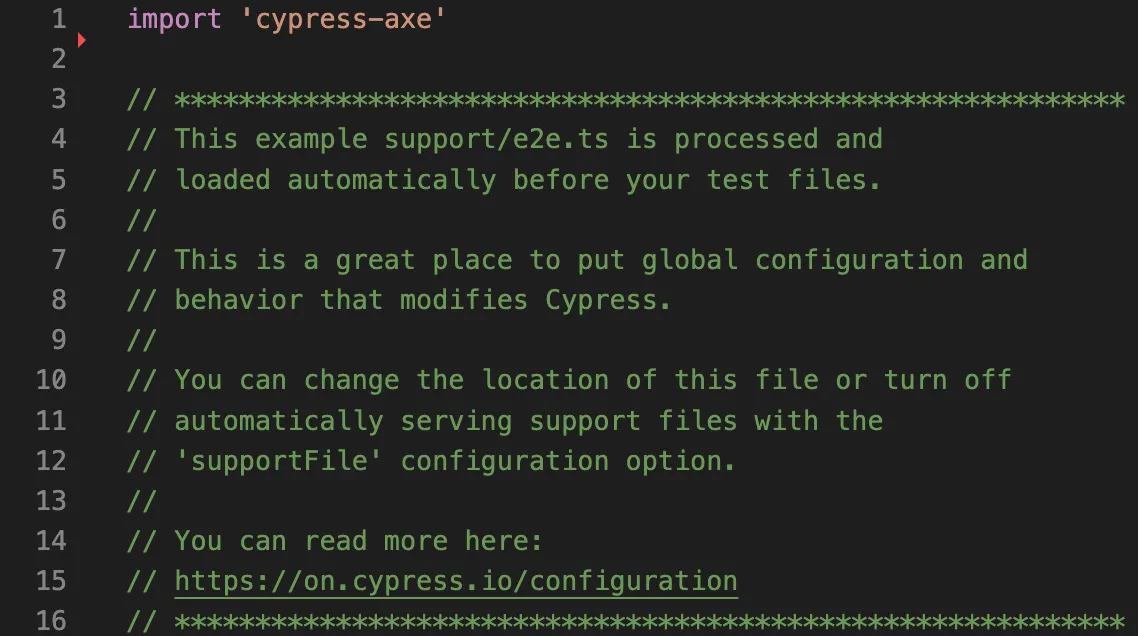 1 import 'cypress-axe'
2
3 // ***********************************************************
4 // This example support/e2e.ts is processed and
5 // loaded automatically before your test files.
6 //
7 // This is a great place to put global configuration and
8 // behavior that modifies Cypress.
9 //
10 // You can change the location of this file or turn off
11 // automatically serving support files with the
12 // 'supportFile' configuration option.
13 //
14 // You can read more here:
15 // https://on.cypress.io/configuration
16 // ***********************************************************